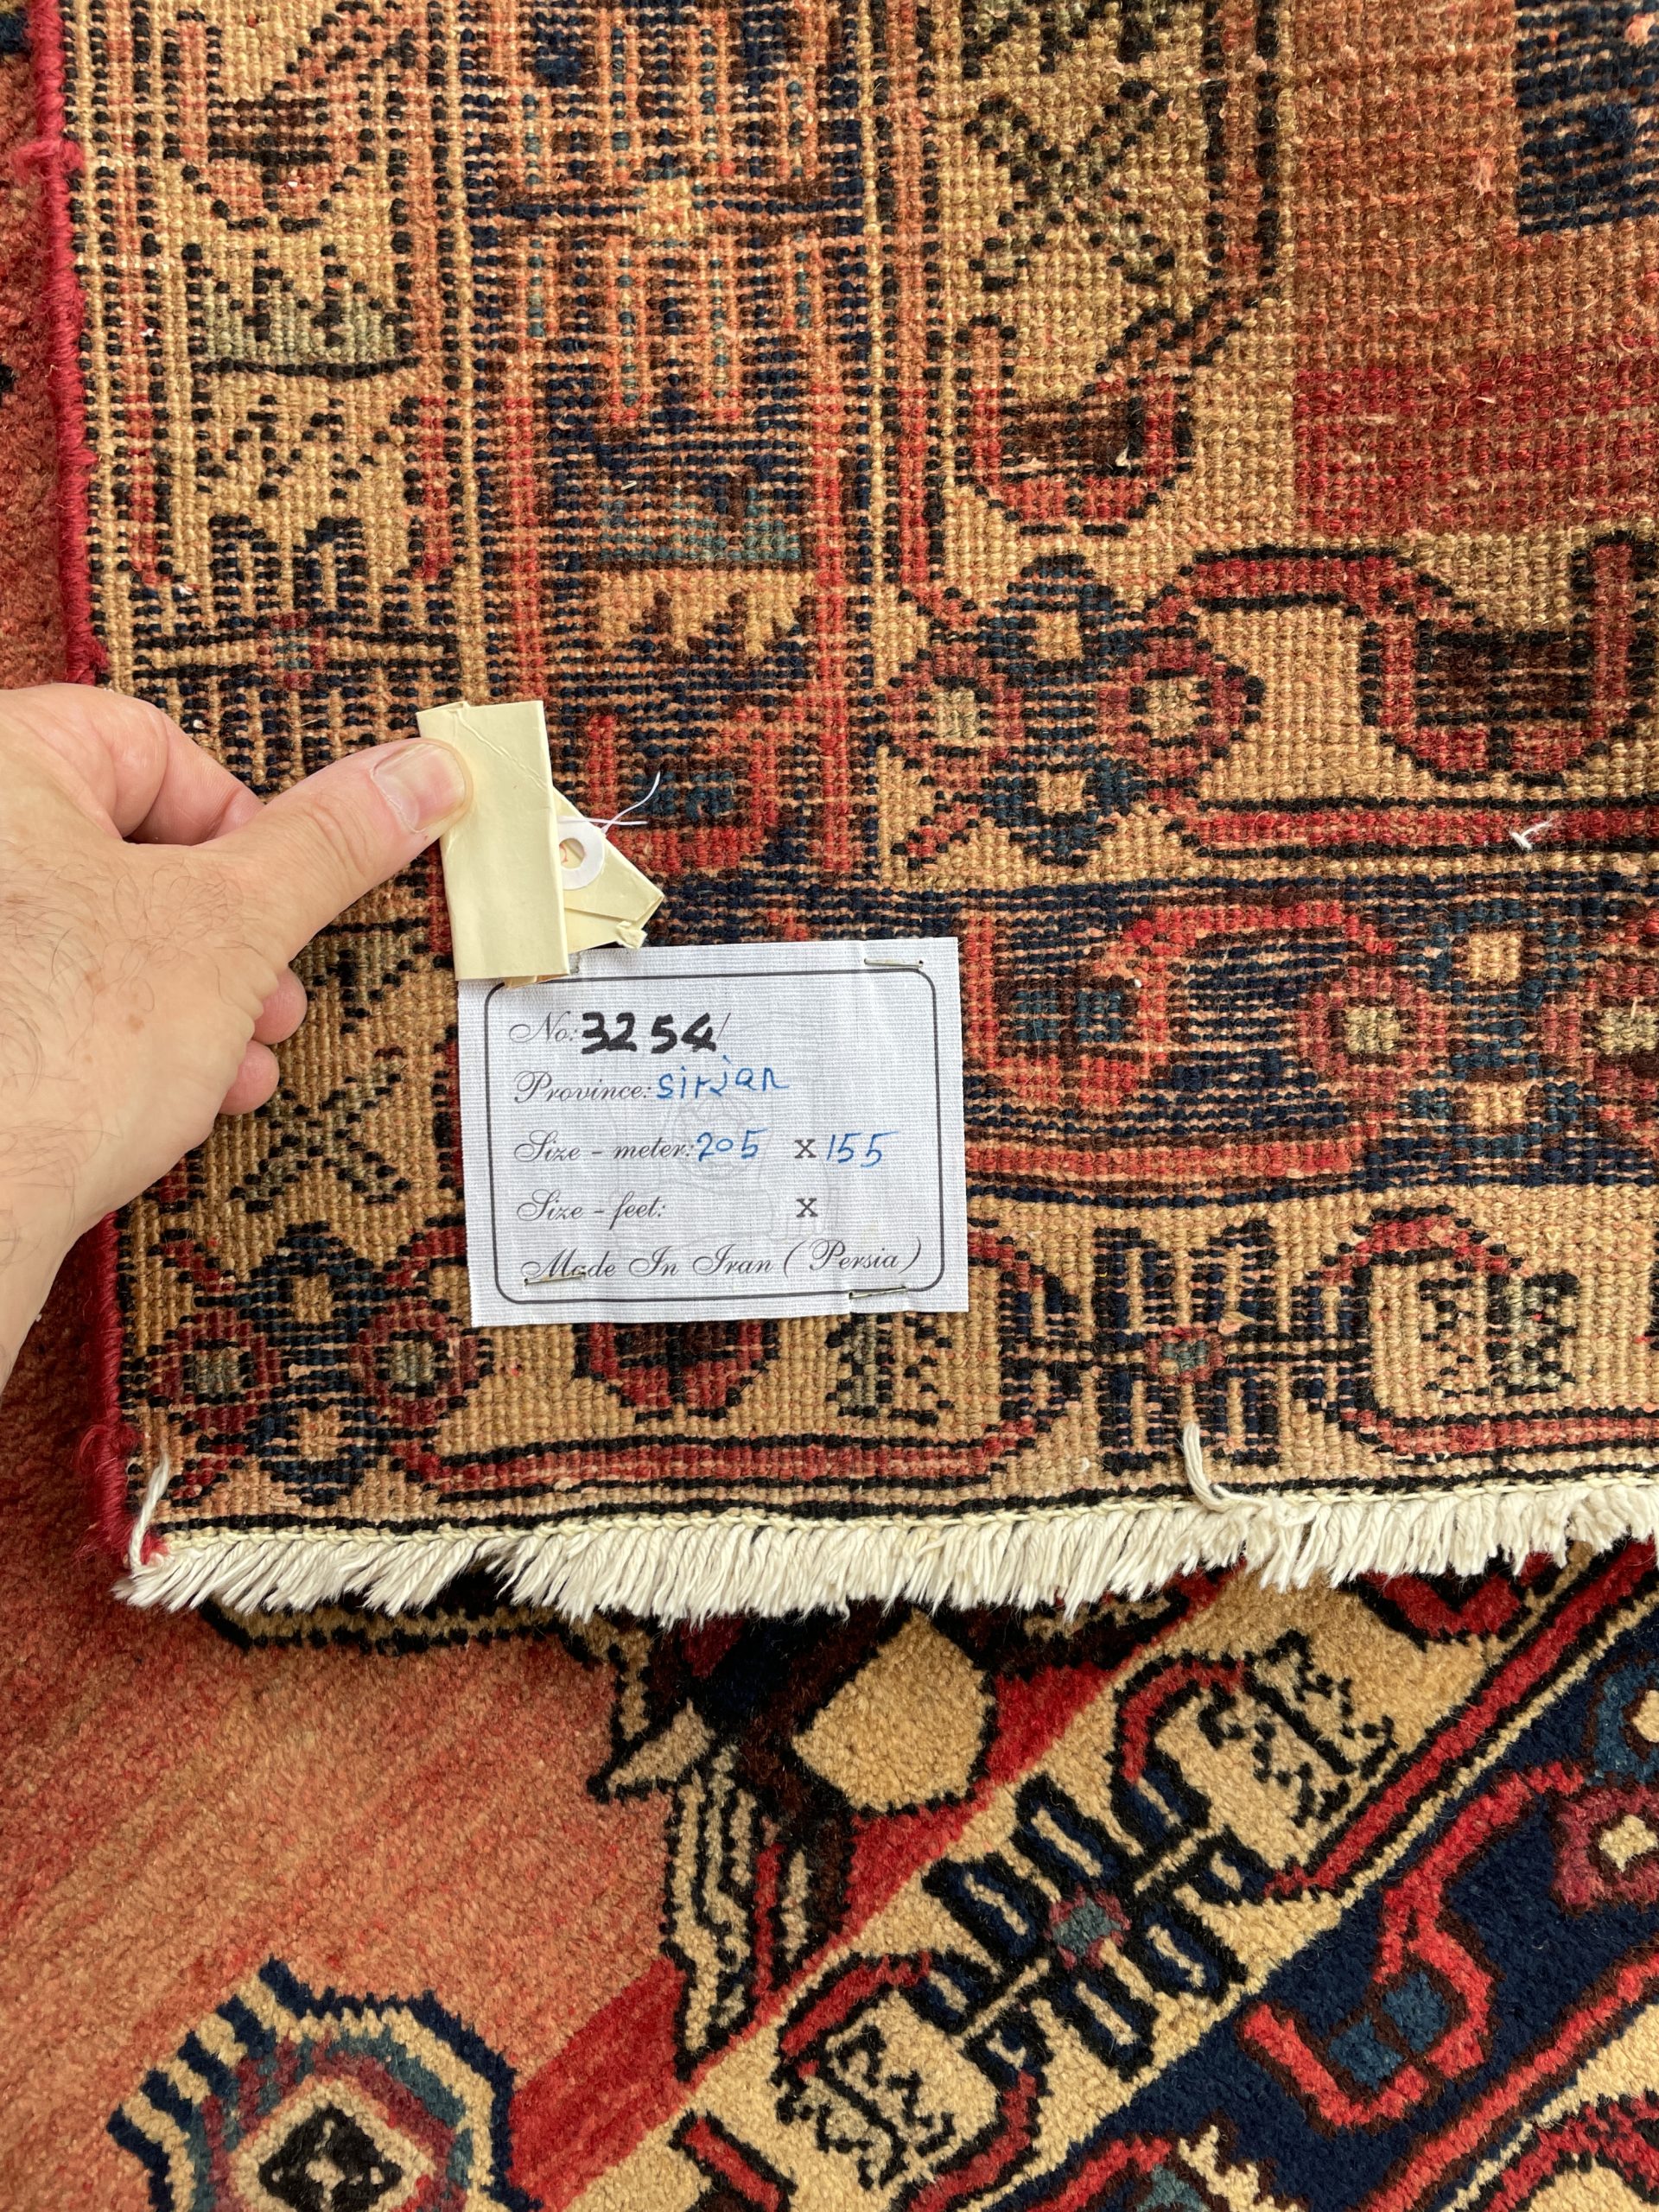 No: 3254/
Province: sirjan
Size - meter: 205 X 155
Size - feet: X
Made In Iran ( Persia )